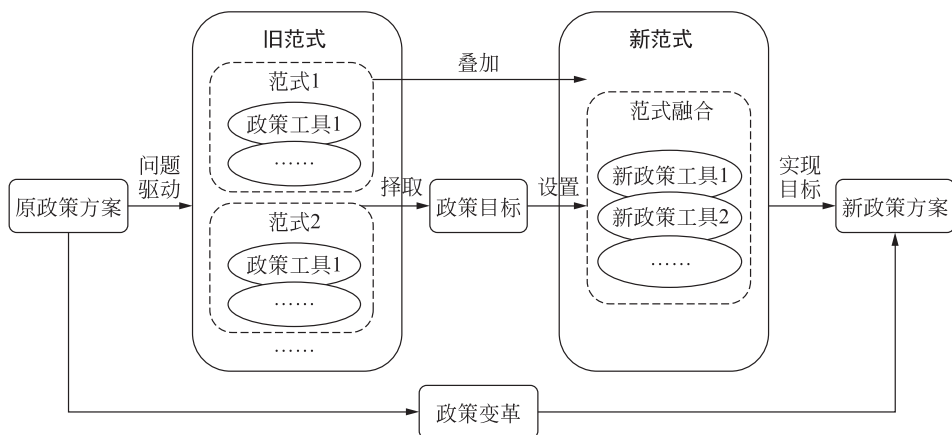 旧范式
新范式
范式1
叠加
政策工具1
……
范式融合
问题
驱动
择取
设置
新政策工具1
实现
目标
原政策方案
政策目标
新政策工具2
新政策方案
范式2
政策工具1
……
……
……
政策变革